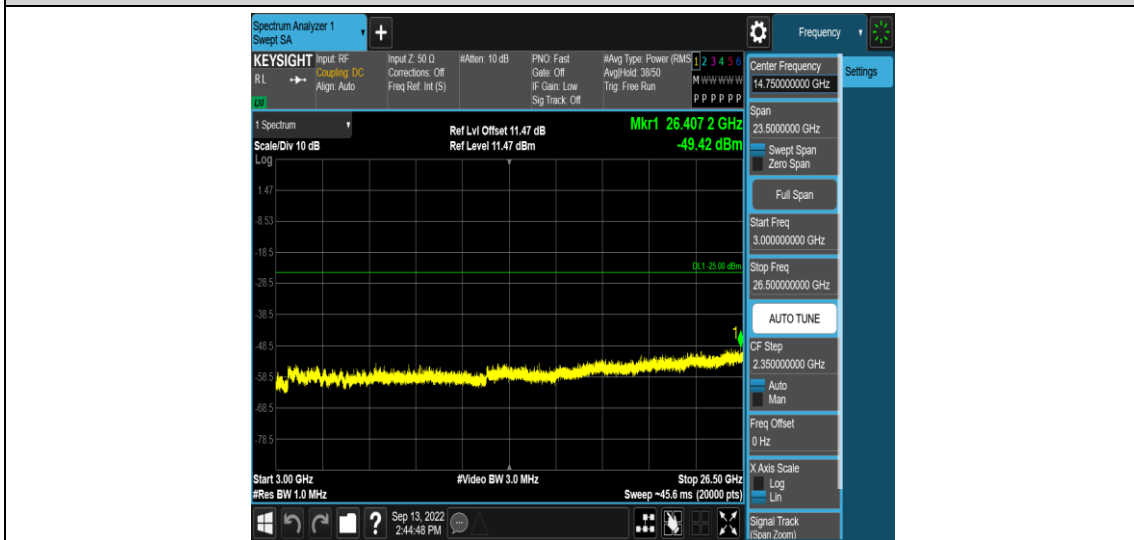 Spectrum Analyzer 1
Swept SA
+
Frequency
KEYSIGHT
RL
Input: RF
Coupling: DC
Align: Auto
Input Z: 50 Ω
Corrections: Off
Freq Ref: Int (S)
#Atten: 10 dB
PNO: Fast
Gate: Off
IF Gain: Low
Sig Track: Off
#Avg Type: Power (RMS
Avg|Hold: 38/50
Trig: Free Run
1 2 3 4 5 6
M W W W W W
P P P P P P
1 Spectrum
Scale/Div 10 dB
Ref Lvl Offset 11.47 dB
Ref Level 11.47 dBm
Mkr1 26.407 2 GHz
-49.42 dBm
Log
1.47
-8.53
-18.5
-28.5
-38.5
-48.5
-58.5
-68.5
-78.5
DL1 -25.00 dBm
1
Start 3.00 GHz
#Res BW 1.0 MHz
#Video BW 3.0 MHz
Stop 26.50 GHz
Sweep ~45.6 ms (20000 pts)
?
Sep 13, 2022
2:44:48 PM
Center Frequency
14.750000000 GHz
Settings
Span
23.5000000 GHz
Swept Span
Zero Span
Full Span
Start Freq
3.000000000 GHz
Stop Freq
26.500000000 GHz
AUTO TUNE
CF Step
2.350000000 GHz
Auto
Man
Freq Offset
0 Hz
X Axis Scale
Log
Lin
Signal Track
(Span Zoom)